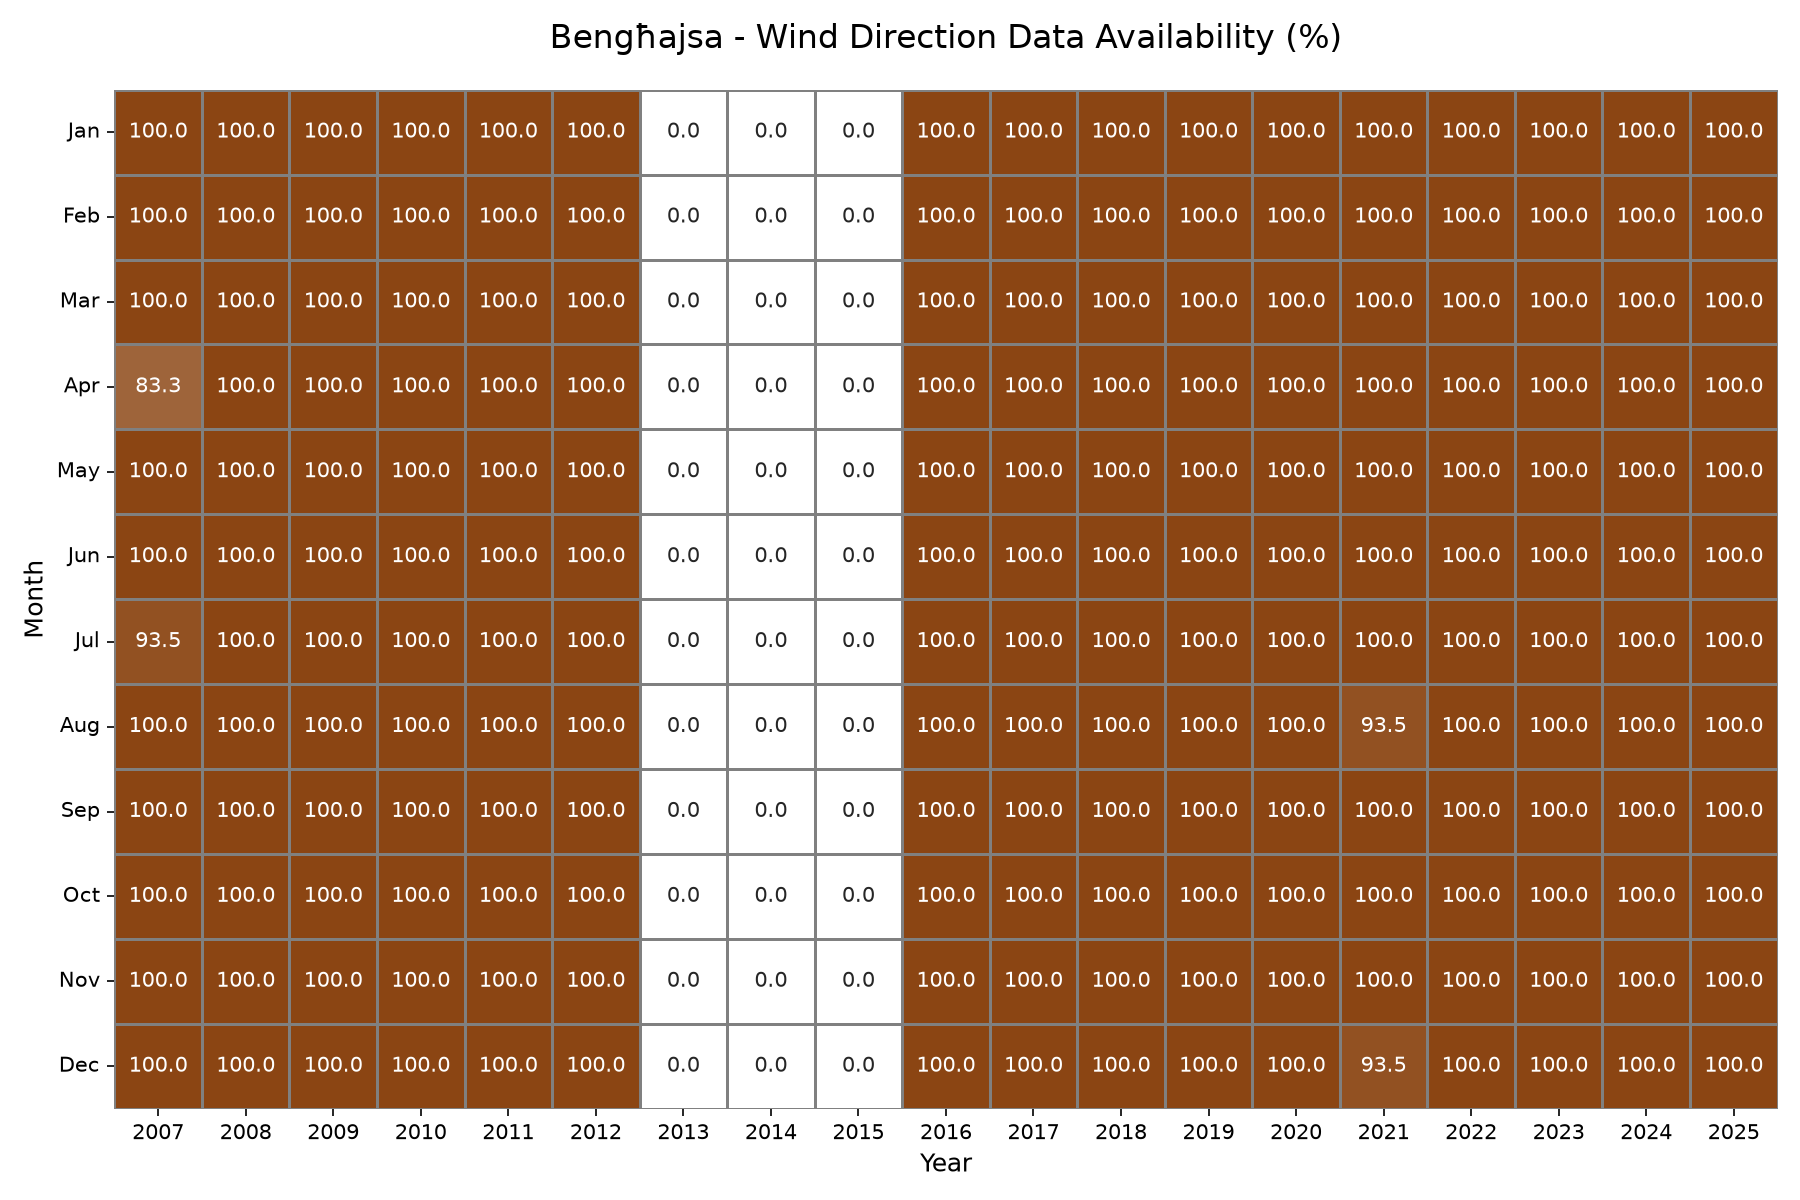 Bengħajsa - Wind Direction Data Availability (%)
Month
Jan 100.0 100.0 100.0 100.0 100.0 100.0 0.0 0.0 0.0 100.0 100.0 100.0 100.0 100.0 100.0 100.0 100.0 100.0 100.0
Feb 100.0 100.0 100.0 100.0 100.0 100.0 0.0 0.0 0.0 100.0 100.0 100.0 100.0 100.0 100.0 100.0 100.0 100.0 100.0
Mar 100.0 100.0 100.0 100.0 100.0 100.0 0.0 0.0 0.0 100.0 100.0 100.0 100.0 100.0 100.0 100.0 100.0 100.0 100.0
Apr 83.3 100.0 100.0 100.0 100.0 100.0 0.0 0.0 0.0 100.0 100.0 100.0 100.0 100.0 100.0 100.0 100.0 100.0 100.0
May 100.0 100.0 100.0 100.0 100.0 100.0 0.0 0.0 0.0 100.0 100.0 100.0 100.0 100.0 100.0 100.0 100.0 100.0 100.0
Jun 100.0 100.0 100.0 100.0 100.0 100.0 0.0 0.0 0.0 100.0 100.0 100.0 100.0 100.0 100.0 100.0 100.0 100.0 100.0
Jul 93.5 100.0 100.0 100.0 100.0 100.0 0.0 0.0 0.0 100.0 100.0 100.0 100.0 100.0 100.0 100.0 100.0 100.0 100.0
Aug 100.0 100.0 100.0 100.0 100.0 100.0 0.0 0.0 0.0 100.0 100.0 100.0 100.0 100.0 93.5 100.0 100.0 100.0 100.0
Sep 100.0 100.0 100.0 100.0 100.0 100.0 0.0 0.0 0.0 100.0 100.0 100.0 100.0 100.0 100.0 100.0 100.0 100.0 100.0
Oct 100.0 100.0 100.0 100.0 100.0 100.0 0.0 0.0 0.0 100.0 100.0 100.0 100.0 100.0 100.0 100.0 100.0 100.0 100.0
Nov 100.0 100.0 100.0 100.0 100.0 100.0 0.0 0.0 0.0 100.0 100.0 100.0 100.0 100.0 100.0 100.0 100.0 100.0 100.0
Dec 100.0 100.0 100.0 100.0 100.0 100.0 0.0 0.0 0.0 100.0 100.0 100.0 100.0 100.0 93.5 100.0 100.0 100.0 100.0
2007 2008 2009 2010 2011 2012 2013 2014 2015 2016 2017 2018 2019 2020 2021 2022 2023 2024 2025
Year